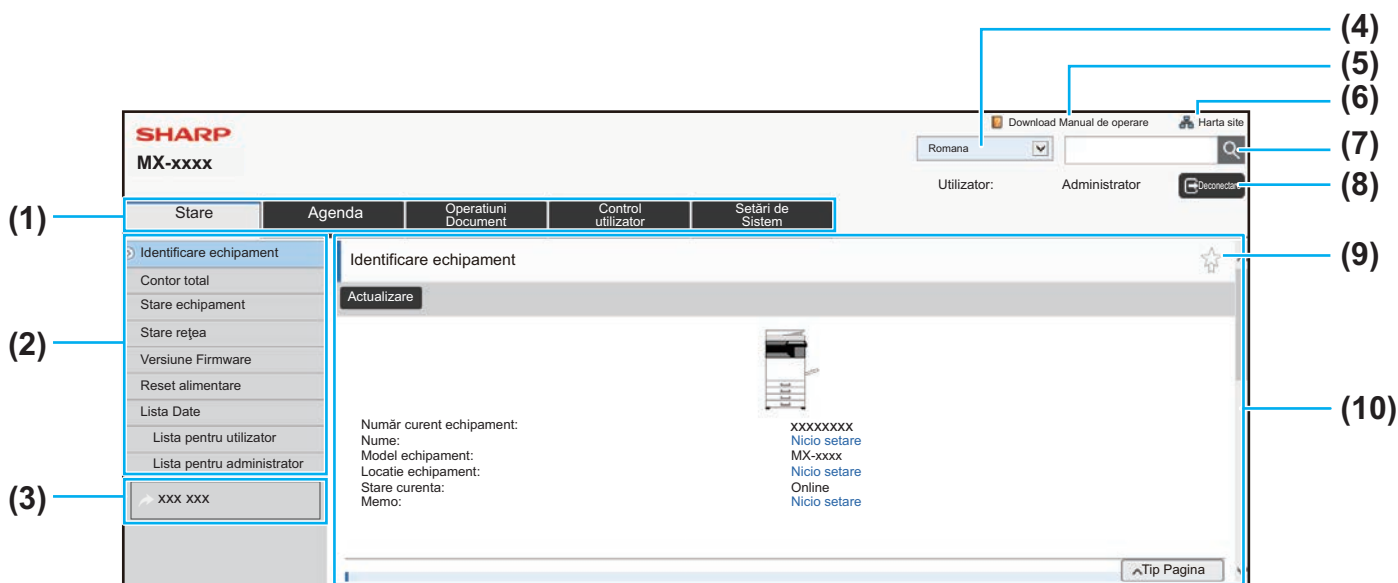 (4)
(5)
(6)
SHARP
Download Manual de operare
Harta site
MX-xxxx
Romana
(7)
Utilizator:
Administrator
Deconectare
(8)
(1)
Stare
Agenda
Operatiuni
Document
Control
utilizator
Setări de
Sistem
Identificare echipament
Contor total
Stare echipament
Stare reţea
(2)
Versiune Firmware
Reset alimentare
Lista Date
Lista pentru utilizator
Lista pentru administrator
(3)
xxx xxx
Identificare echipament
(9)
Actualizare
(10)
Număr curent echipament:
xxxxxxxx
Nume:
Nicio setare
Model echipament:
MX-xxxx
Locatie echipament:
Nicio setare
Stare curenta:
Online
Memo:
Nicio setare
Tip Pagina